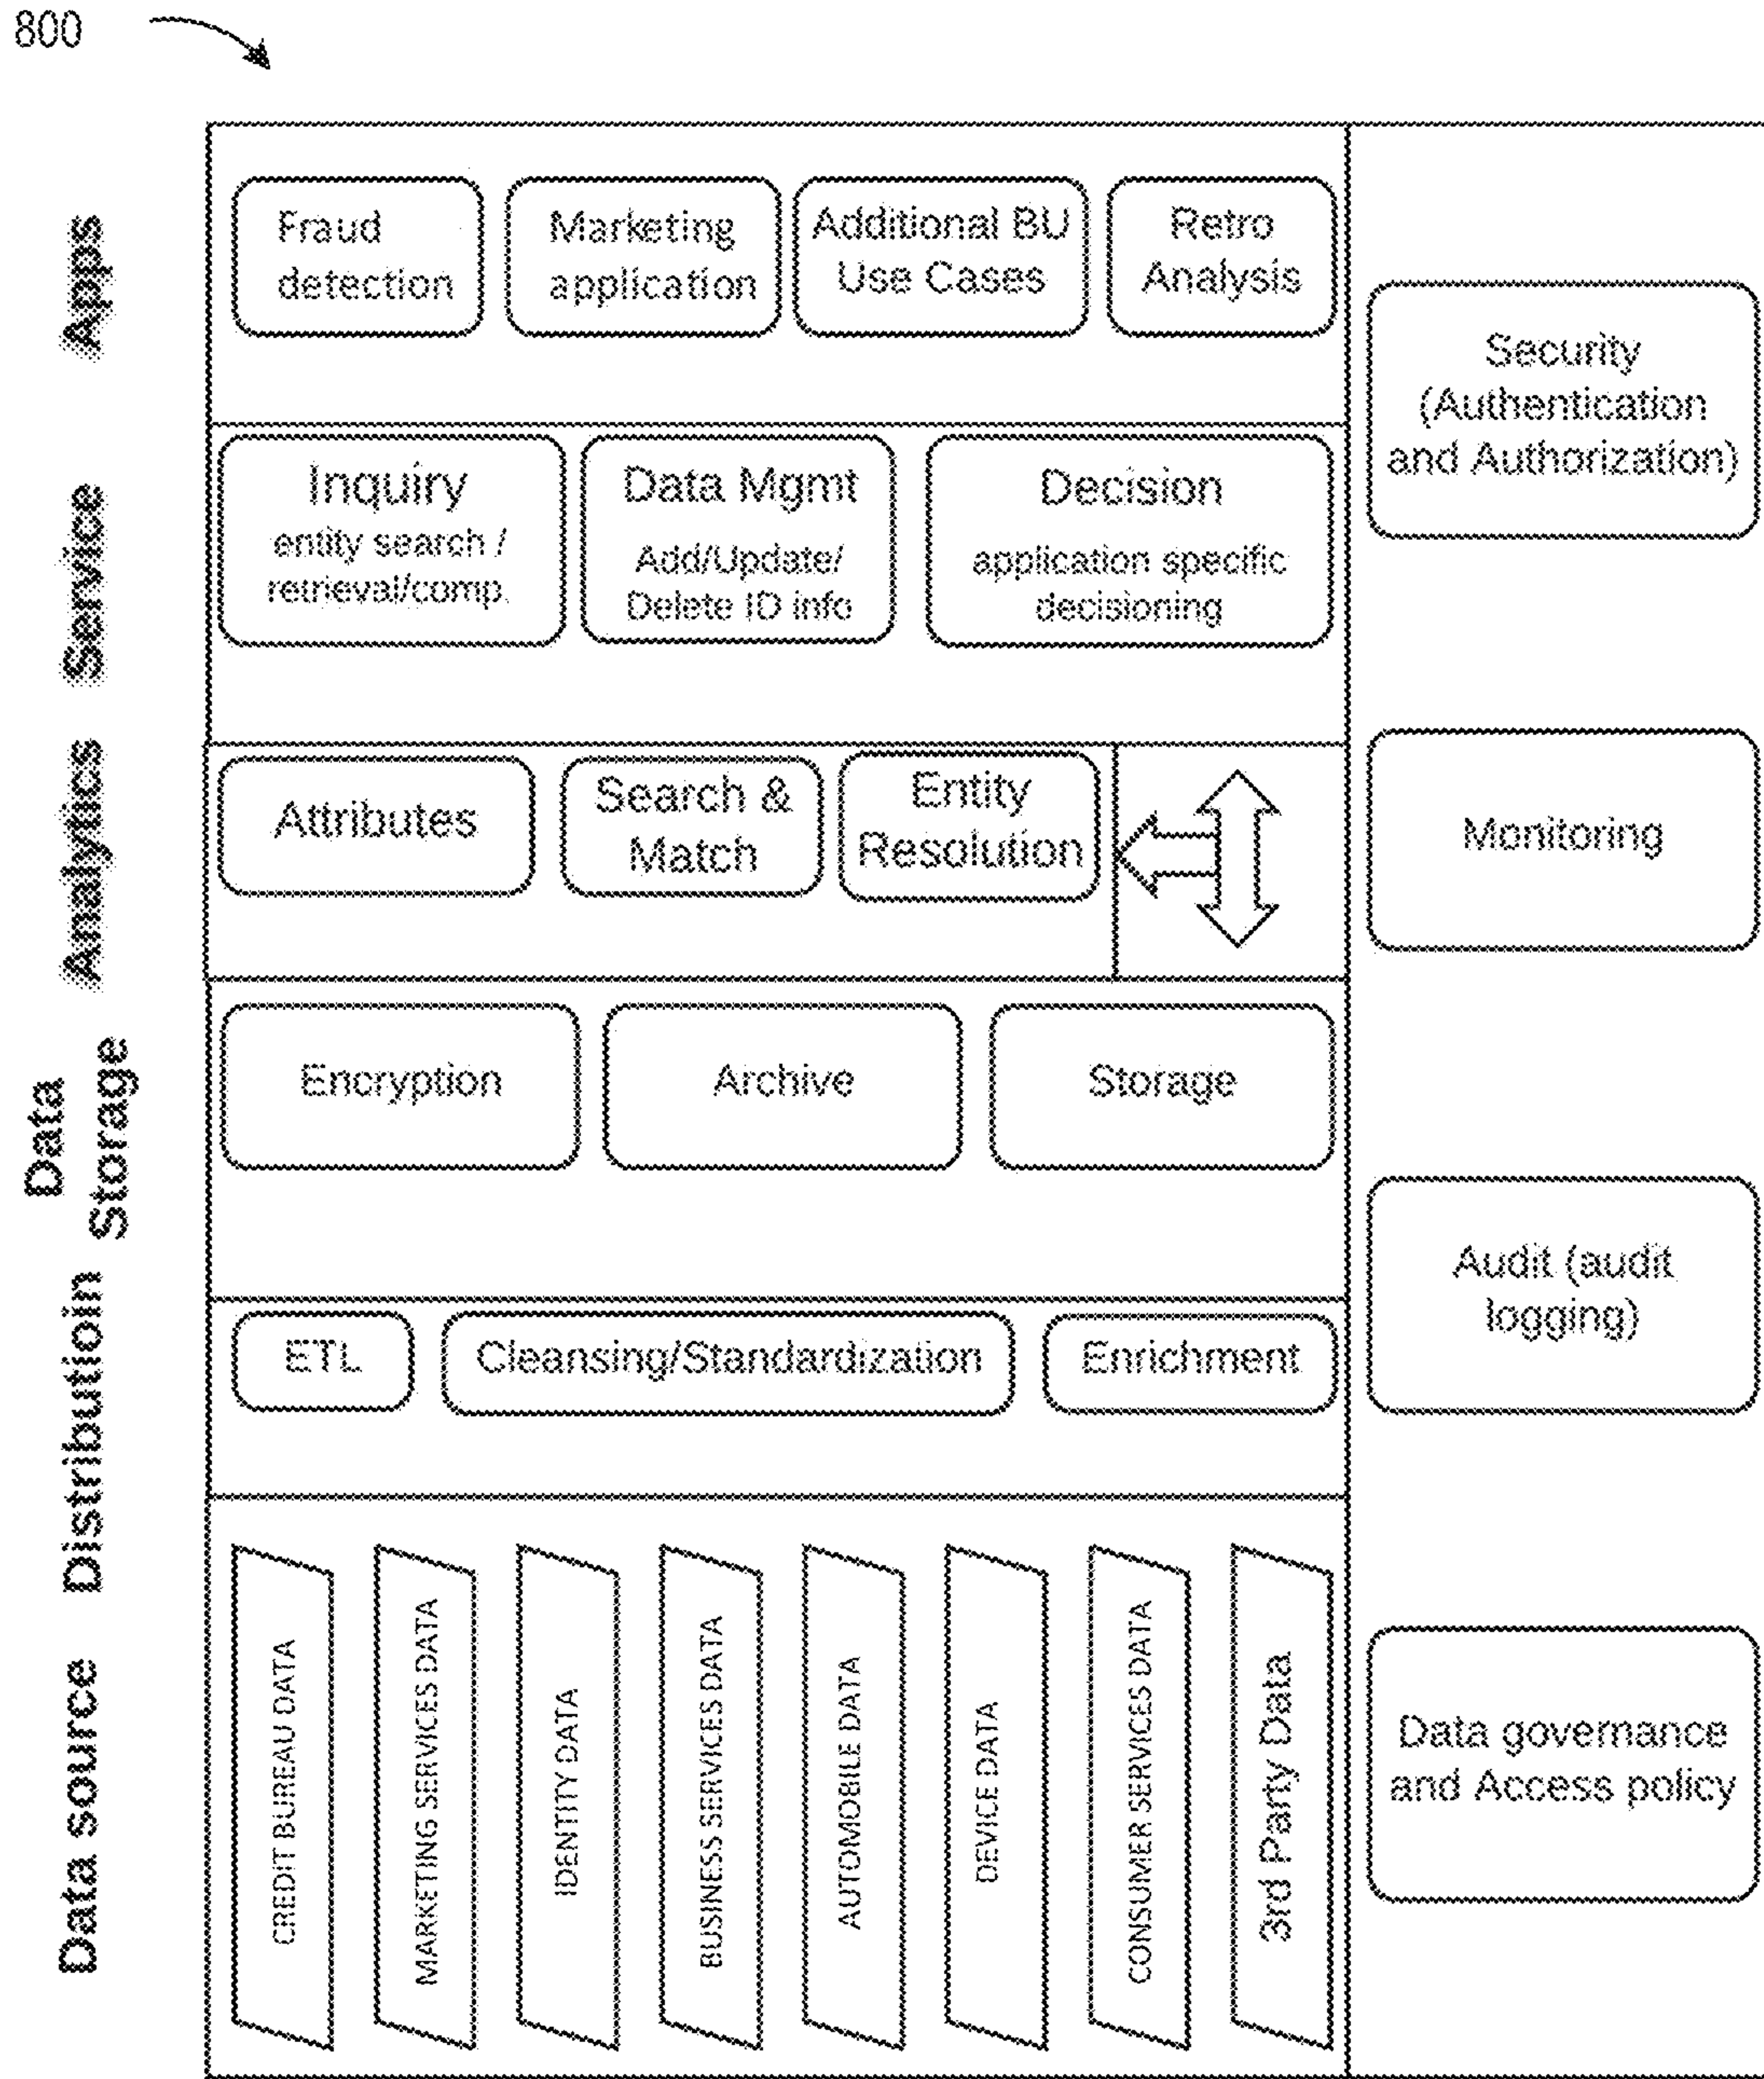 800
Apps
Fraud
detection
Marketing
application
Additional BU
Use Cases
Retro
Analysis
Service
Inquiry
entity search /
retrieval/comp.
Data Mgmt
Add/Update/
Delete ID info
Decision
application specific
decisioning
Analytics
Attributes
Search &
Match
Entity
Resolution
Data
Storage
Encryption
Archive
Storage
Distributioin
ETL
Cleansing/Standardization
Enrichment
Data source
CREDIT BUREAU DATA
MARKETING SERVICES DATA
IDENTITY DATA
BUSINESS SERVICES DATA
AUTOMOBILE DATA
DEVICE DATA
CONSUMER SERVICES DATA
3rd Party Data
Security
(Authentication
and Authorization)
Monitoring
Audit (audit
logging)
Data governance
and Access policy